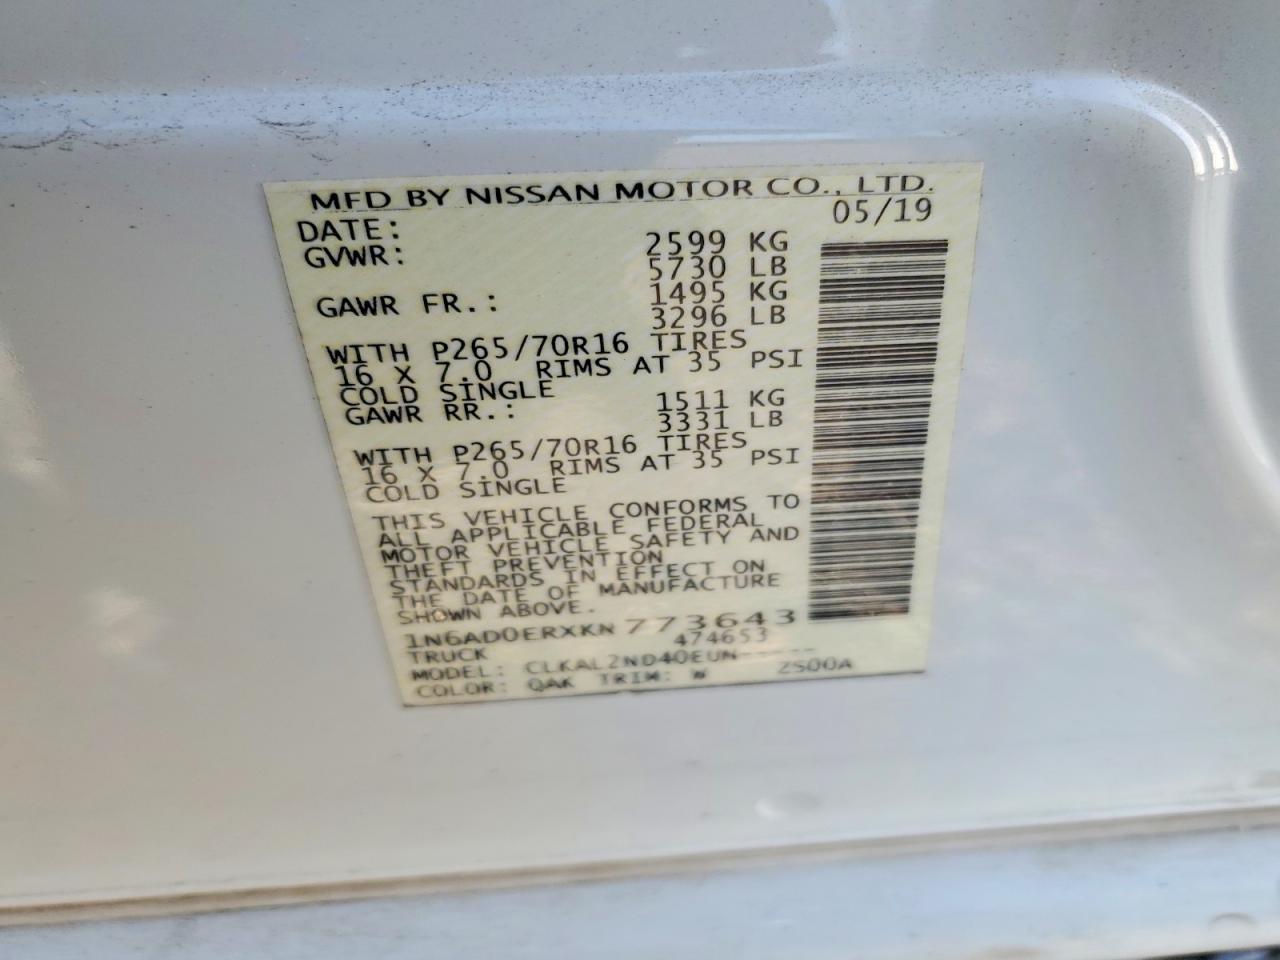 MFD BY NISSAN MOTOR CO., LTD.
DATE: 05/19
GVWR: 2599 KG
5730 LB
GAWR FR.: 1495 KG
3296 LB
WITH P265/70R16 TIRES
16 X 7.0 RIMS AT 35 PSI
COLD SINGLE
GAWR RR.: 1511 KG
3331 LB
WITH P265/70R16 TIRES
16 X 7.0 RIMS AT 35 PSI
COLD SINGLE
THIS VEHICLE CONFORMS TO
ALL APPLICABLE FEDERAL
MOTOR VEHICLE SAFETY AND
THEFT PREVENTION
STANDARDS IN EFFECT ON
THE DATE OF MANUFACTURE
SHOWN ABOVE.
1N6AD0ERXKN773643
TRUCK 474653
MODEL: CLKAL2ND40EUN-----
COLOR: QAK TRIM: W ZS00A